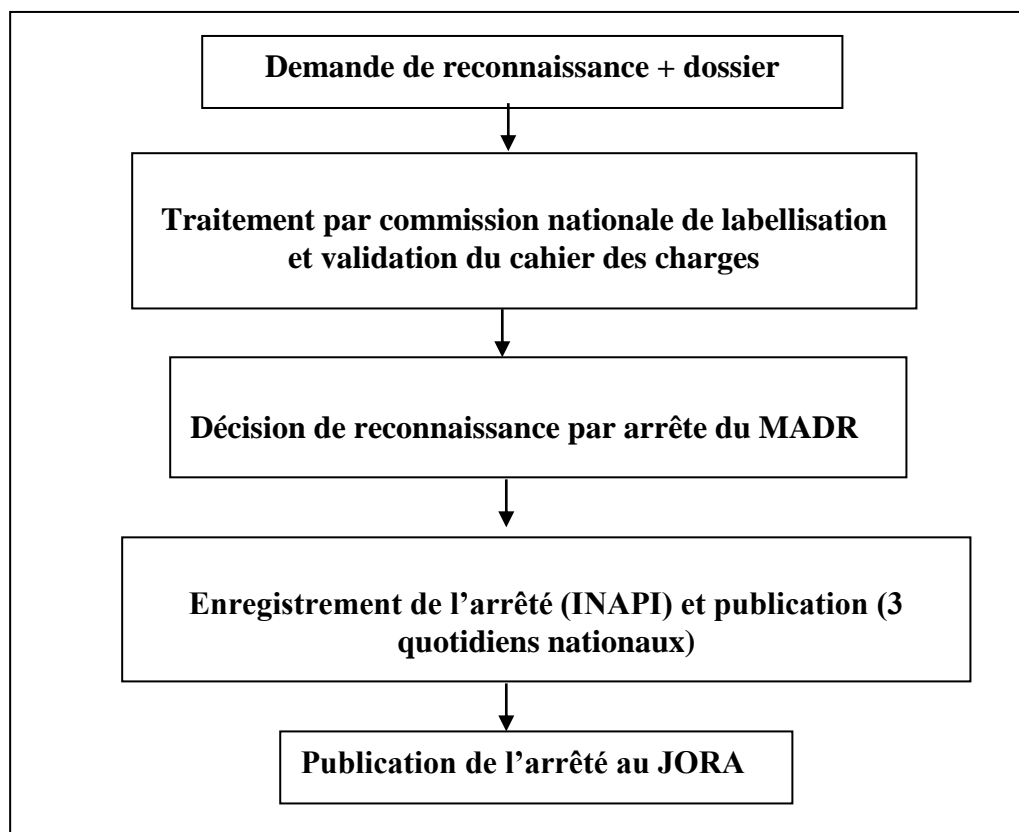 Demande de reconnaissance + dossier
Traitement par commission nationale de labellisation
et validation du cahier des charges
Décision de reconnaissance par arrête du MADR
Enregistrement de l’arrêté (INAPI) et publication (3
quotidiens nationaux)
Publication de l’arrêté au JORA